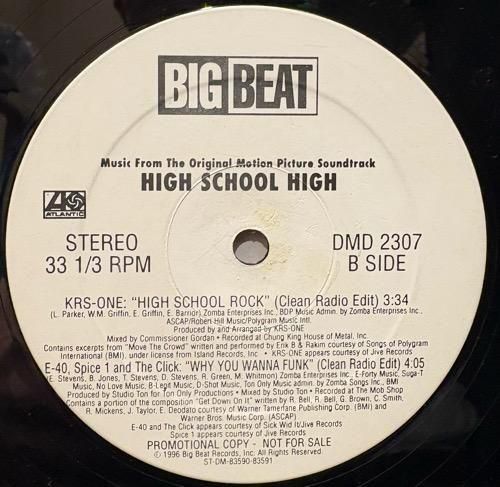 BIG BEAT
Music From The Original Motion Picture Soundtrack
HIGH SCHOOL HIGH
ATLANTIC
STEREO
33 1/3 RPM
DMD 2307
B SIDE
KRS-ONE: "HIGH SCHOOL ROCK" (Clean Radio Edit) 3:34
(L. Parker, W.M. Griffin, E. Griffin, E. Barrior) Zomba Enterprises Inc., BDP Music Admin. by Zomba Enterprises Inc.,
ASCAP/Robert Hill Music/Polygram Music Intl.
Produced by and Arranged by KRS-ONE
Mixed by Commissioner Gordan • Recorded at Chung King House of Metal, Inc.
Contains excerpts from "Move The Crowd" written and performed by Erik B & Rakim courtesy of Songs of Polygram
International (BMI). under license from Island Records, Inc • KRS-ONE appears courtesy of Jive Records
E-40, Spice 1 and The Click: "WHY YOU WANNA FUNK" (Clean Radio Edit) 4:05
(E. Stevens, B. Jones, T. Stevens, D. Stevens, R. Green, M. Whitmon) Zomba Enterprises Inc., E-Forty Music, Suga-T
Music, No Love Music, B-Legit Music, D-Shot Music, Ton Only Music admin. by Zomba Songs Inc., BMI
Produced by Studio Ton for Ton Def Inc. • Mixed by Studio Ton • Recorded at The Mob Shop
Contains a portion of the composition "Get Down On It" written by R. Bell, R. Bell, G. Brown, C. Smith,
R. Mickens, J. Taylor, E. Deodato courtesy of Warner Tamerlane Publishing Corp. (BMI) and
Warner Bros. Music Corp. (ASCAP)
E-40 and The Click appears courtesy of Sick Wid It/Jive Records
Spice 1 appears courtesy of Jive Records
PROMOTIONAL COPY - NOT FOR SALE
© 1996 Big Beat Records, Inc. All Rights Reserved.
ST-DM-83590-83591